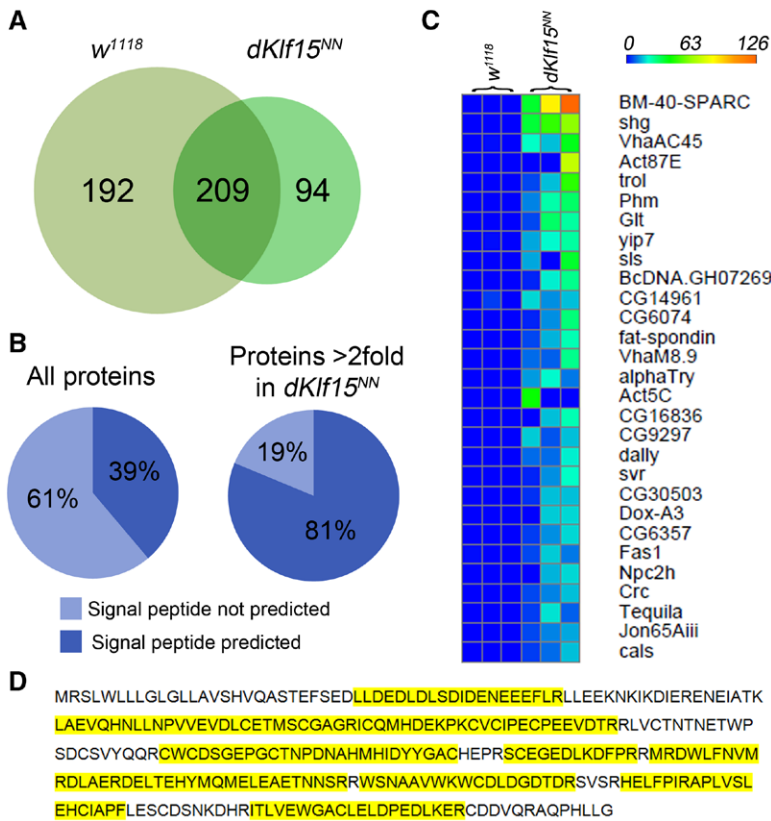 A
w1118
dKlf15NN
192
209
94
B
All proteins
39%
61%
Proteins >2fold
in dKlf15NN
19%
81%
Signal peptide not predicted
Signal peptide predicted
C
w1118
dKlf15NN
0 63 126
BM-40-SPARC
shg
VhaAC45
Act87E
trol
Phm
Glt
yip7
sls
BcDNA.GH07269
CG14961
CG6074
fat-spondin
VhaM8.9
alphaTry
Act5C
CG16836
CG9297
dally
svr
CG30503
Dox-A3
CG6357
Fas1
Npc2h
Crc
Tequila
Jon65Aiii
cals
D
MRSLWLLLGLGLLAVSHVQASTEFSEDLLDEDLDLSDIDENEEEFLRLLEEKNKIKDIERENEIATK
LAEVQHNLLNPVVEVDLCETMSCGAGRICQMHDEKPKCVCIPECPEEVDTRRLVCTNTNETWP
SDCSVYQQRCWCDSGEPGCTNPDNAHMHIDYYGACHEPRSCEGEDLKDFPRRMRDWLFNVM
RDLAERDELTEHYMQMELEAETNNSRRWSNAAVWKWCDLDGDTDRSVSRHELFPIRAPLVSL
EHCIAPFLESCDSNKDHRITLVEWGACLELDPEDLKERCDDVQRAQPHLLG